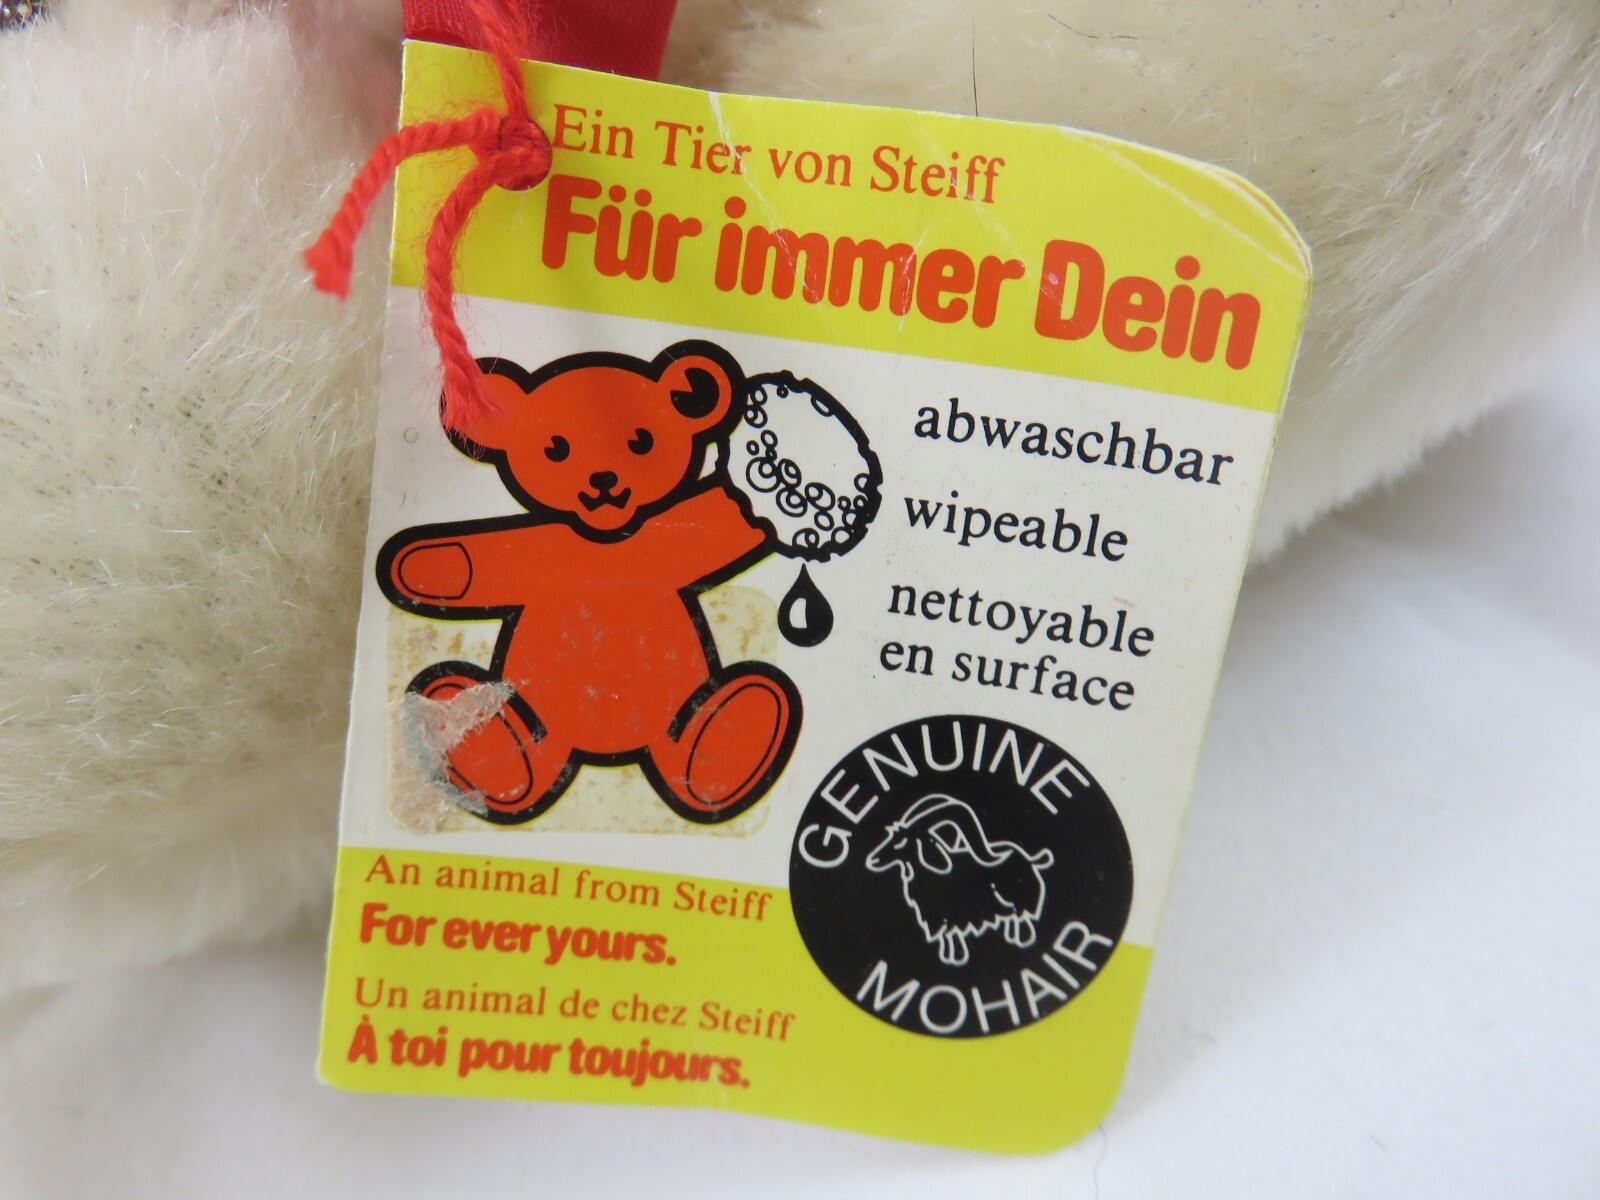 Ein Tier von Steiff
Für immer Dein
abwaschbar
wipeable
nettoyable
en surface
GENUINE
MOHAIR
An animal from Steiff
For ever yours.
Un animal de chez Steiff
À toi pour toujours.